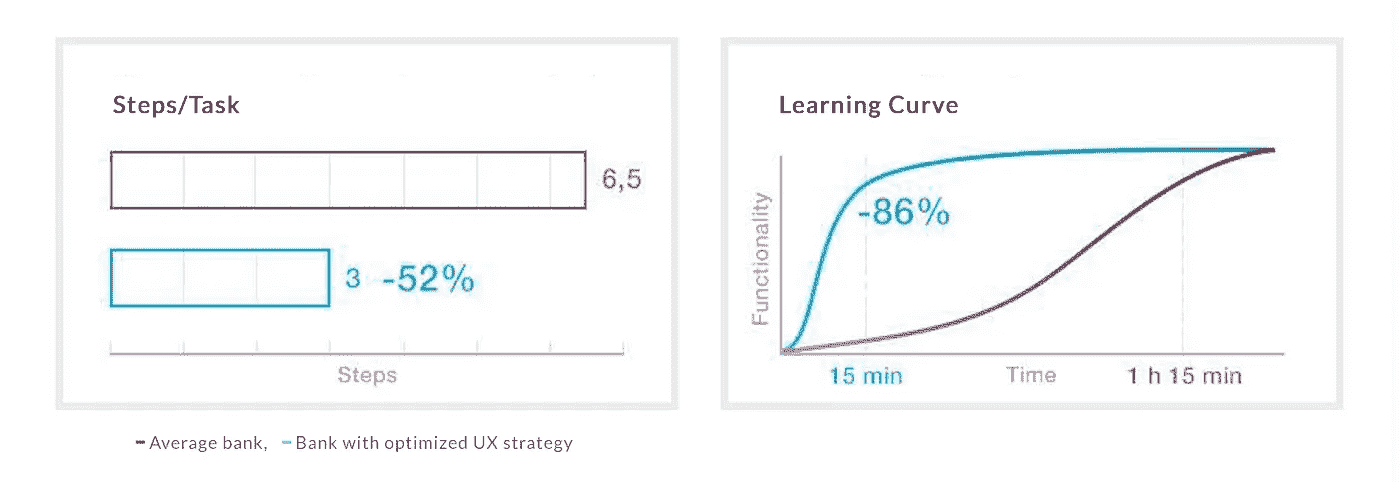 Steps/Task
6,5
3 -52%
Steps
Learning Curve
Functionality
-86%
15 min Time 1 h 15 min
Average bank, Bank with optimized UX strategy